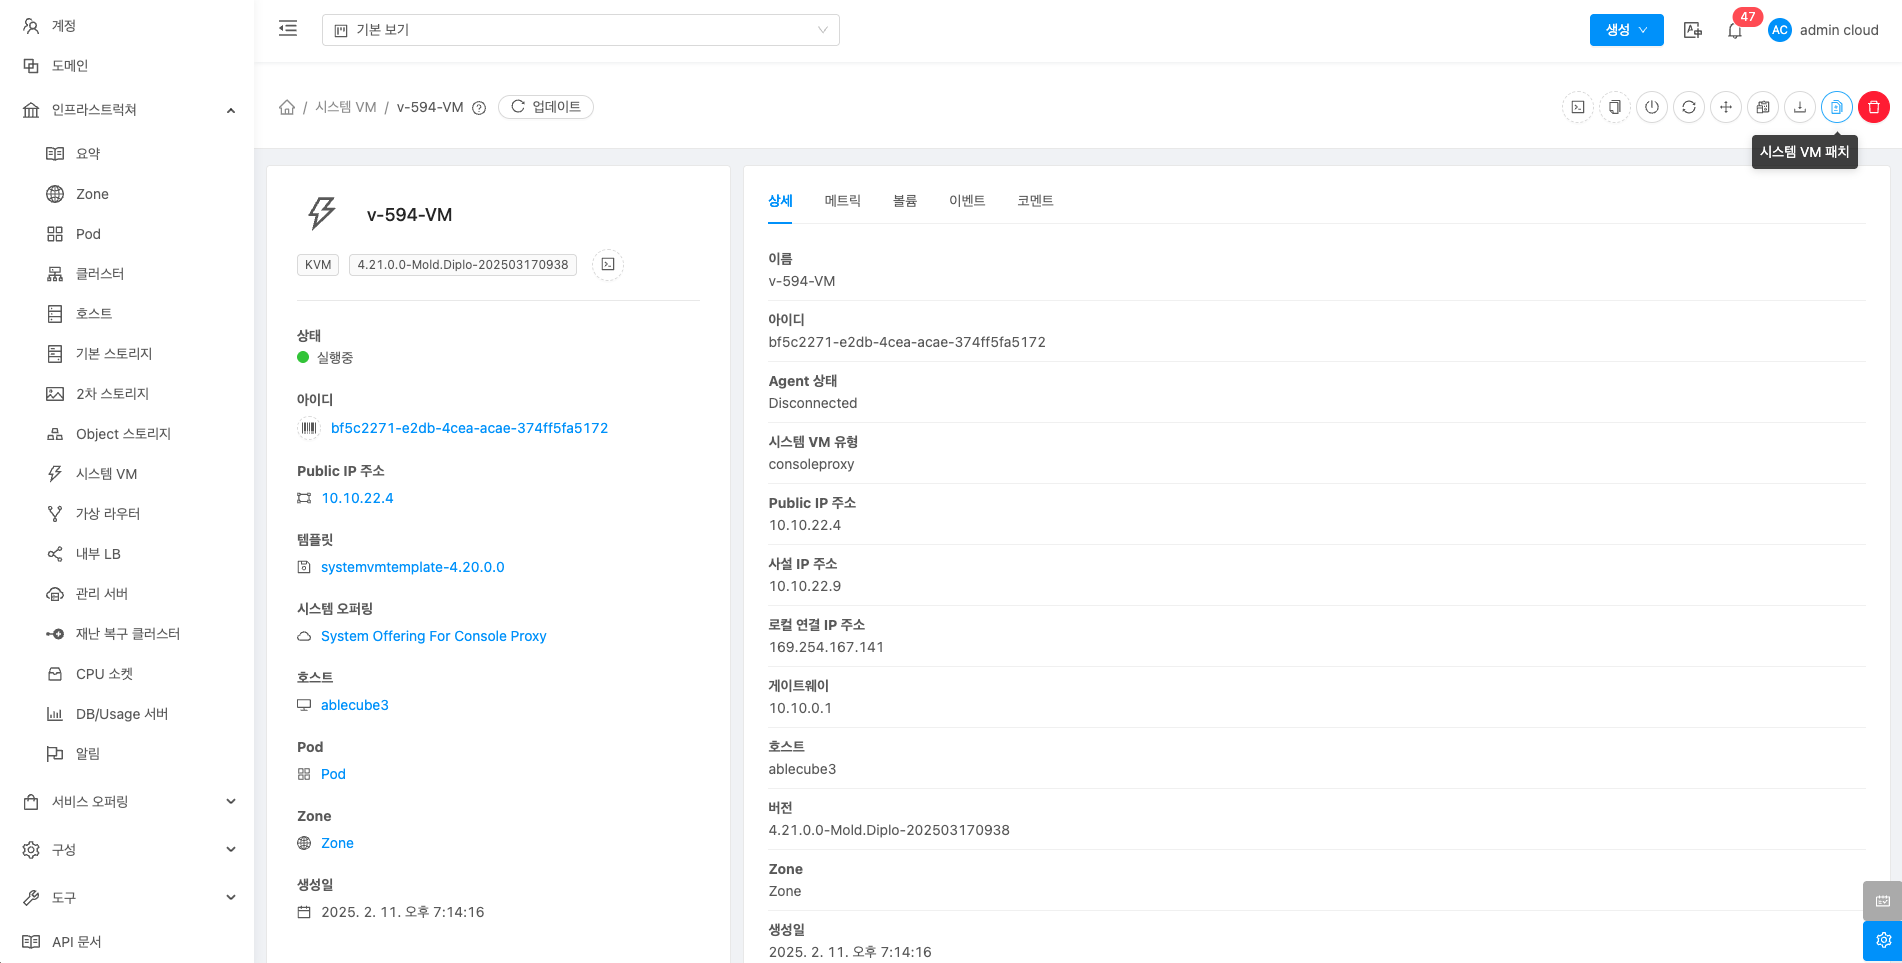 계정
도메인
인프라스트럭쳐
요약
Zone
Pod
클러스터
호스트
기본 스토리지
2차 스토리지
Object 스토리지
시스템 VM
가상 라우터
내부 LB
관리 서버
재난 복구 클러스터
CPU 소켓
DB/Usage 서버
알림
서비스 오퍼링
구성
도구
API 문서
기본 보기
생성
47
AC
admin cloud
/ 시스템 VM / v-594-VM
업데이트
시스템 VM 패치
v-594-VM
KVM
4.21.0.0-Mold.Diplo-202503170938
상태
실행중
아이디
bf5c2271-e2db-4cea-acae-374ff5fa5172
Public IP 주소
10.10.22.4
템플릿
systemvmtemplate-4.20.0.0
시스템 오퍼링
System Offering For Console Proxy
호스트
ablecube3
Pod
Pod
Zone
Zone
생성일
2025. 2. 11. 오후 7:14:16
상세 메트릭 볼륨 이벤트 코멘트
이름
v-594-VM
아이디
bf5c2271-e2db-4cea-acae-374ff5fa5172
Agent 상태
Disconnected
시스템 VM 유형
consoleproxy
Public IP 주소
10.10.22.4
사설 IP 주소
10.10.22.9
로컬 연결 IP 주소
169.254.167.141
게이트웨이
10.10.0.1
호스트
ablecube3
버전
4.21.0.0-Mold.Diplo-202503170938
Zone
Zone
생성일
2025. 2. 11. 오후 7:14:16